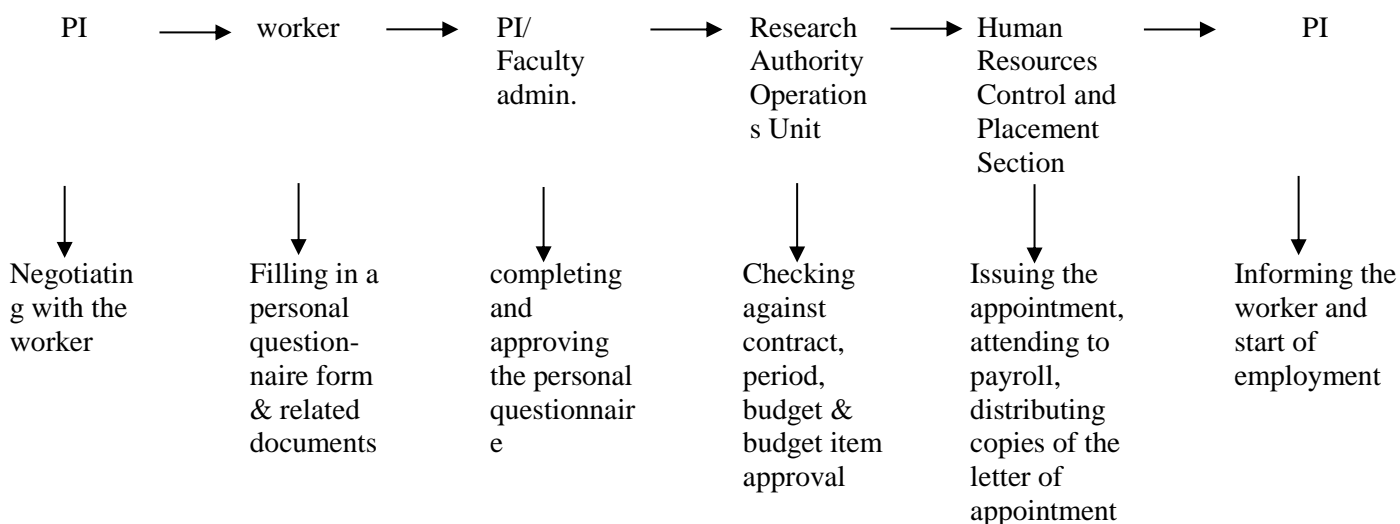 PI
worker
PI/
Faculty
admin.
Research
Authority
Operation
s Unit
Human
Resources
Control and
Placement
Section
PI
Negotiatin
g with the
worker
Filling in a
personal
question-
naire form
& related
documents
completing
and
approving
the personal
questionnair
e
Checking
against
contract,
period,
budget &
budget item
approval
Issuing the
appointment,
attending to
payroll,
distributing
copies of the
letter of
appointment
Informing the
worker and
start of
employment